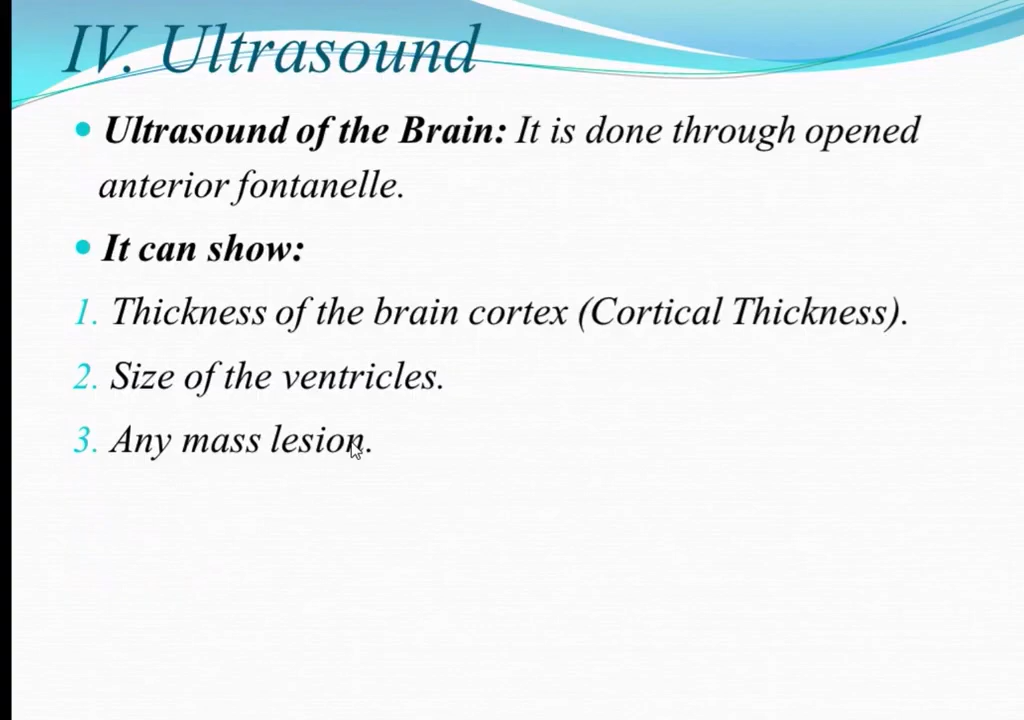 IV. Ultrasound
• Ultrasound of the Brain: It is done through opened
anterior fontanelle.
• It can show:
1. Thickness of the brain cortex (Cortical Thickness).
2. Size of the ventricles.
3. Any mass lesion.